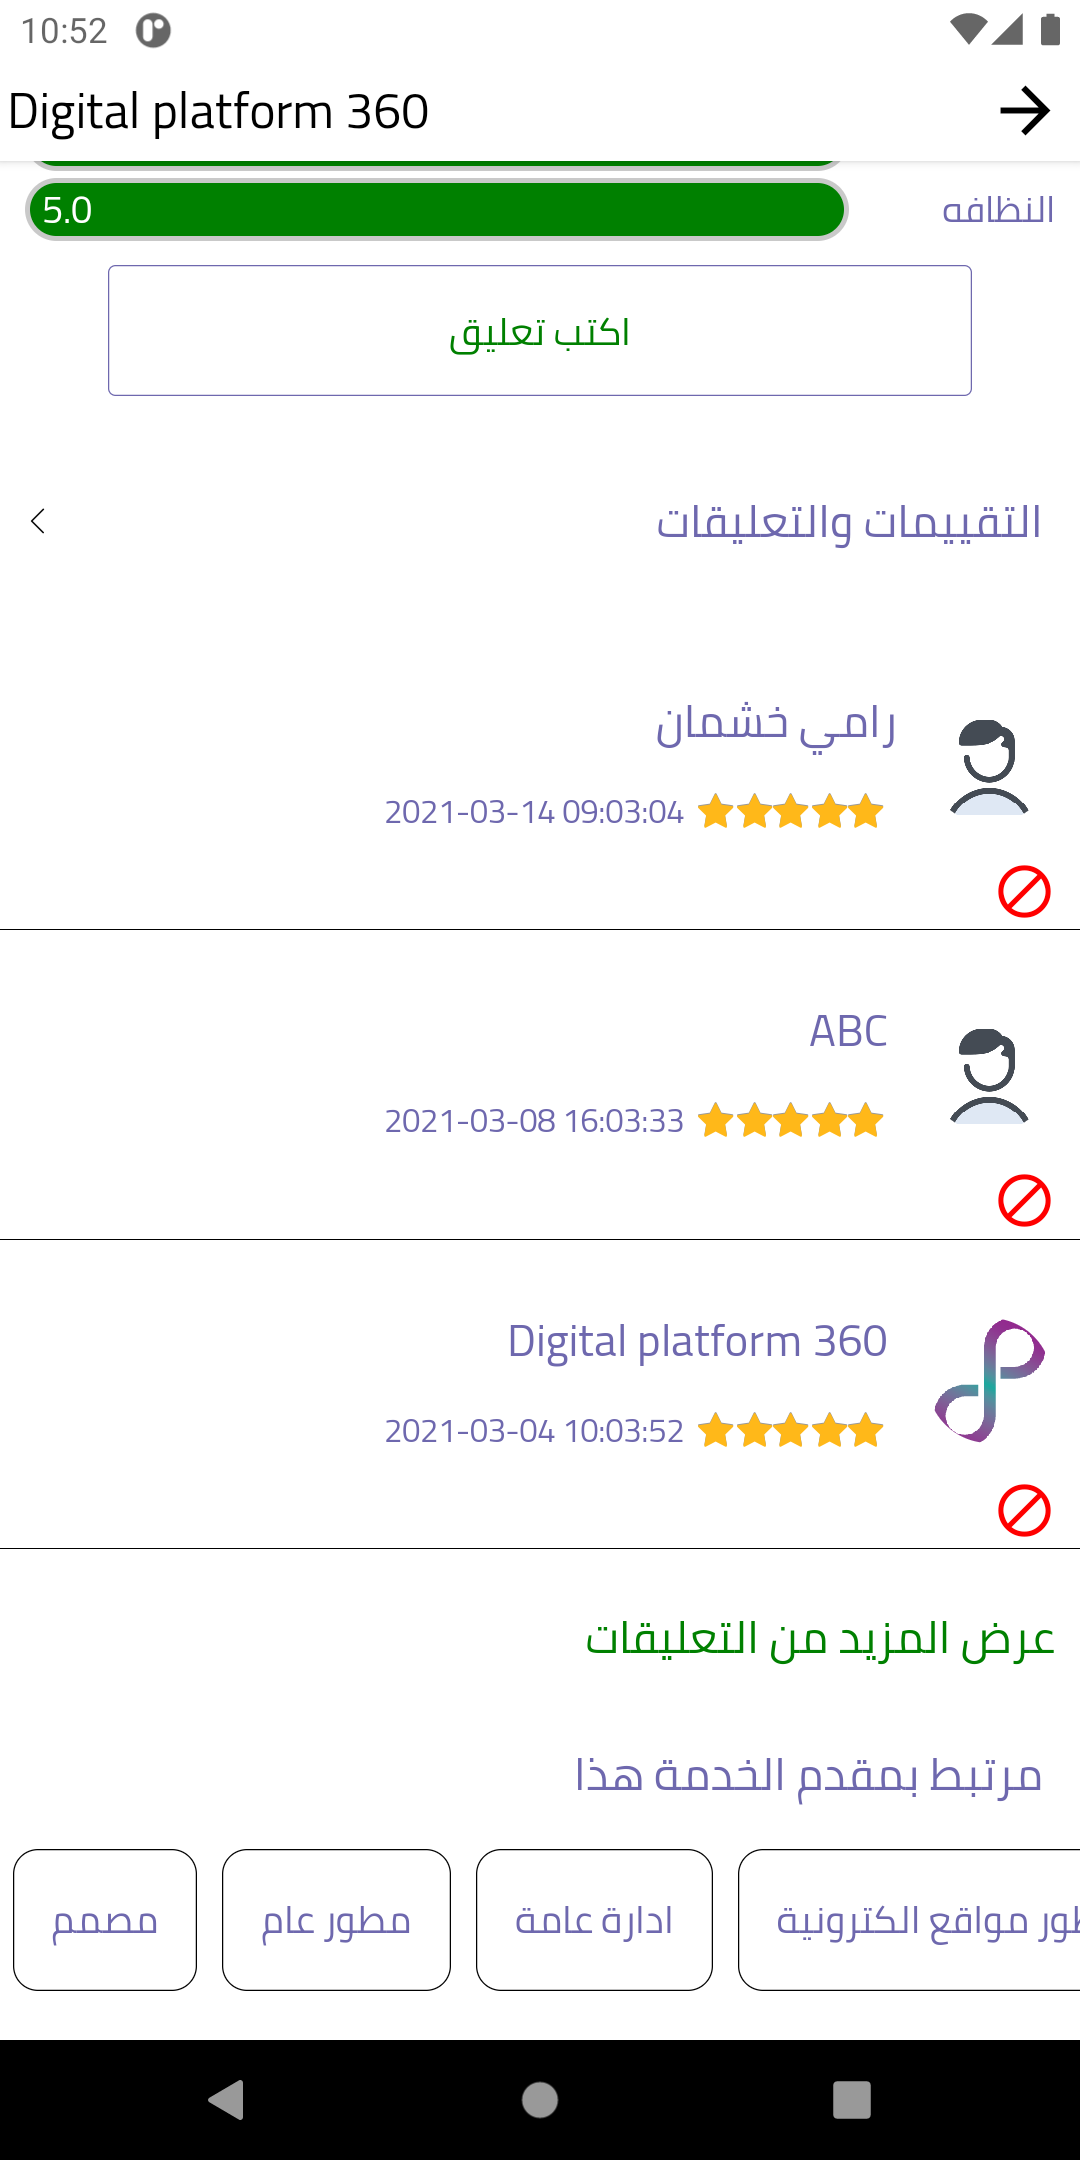 10:52
Digital platform 360
النظافه
5.0
اكتب تعليق
التقييمات والتعليقات
رامي خشمان
2021-03-14 09:03:04
ABC
2021-03-08 16:03:33
Digital platform 360
2021-03-04 10:03:52
عرض المزيد من التعليقات
مرتبط بمقدم الخدمة هذا
مواقع الكترونية
ادارة عامة
مطور عام
مصمم